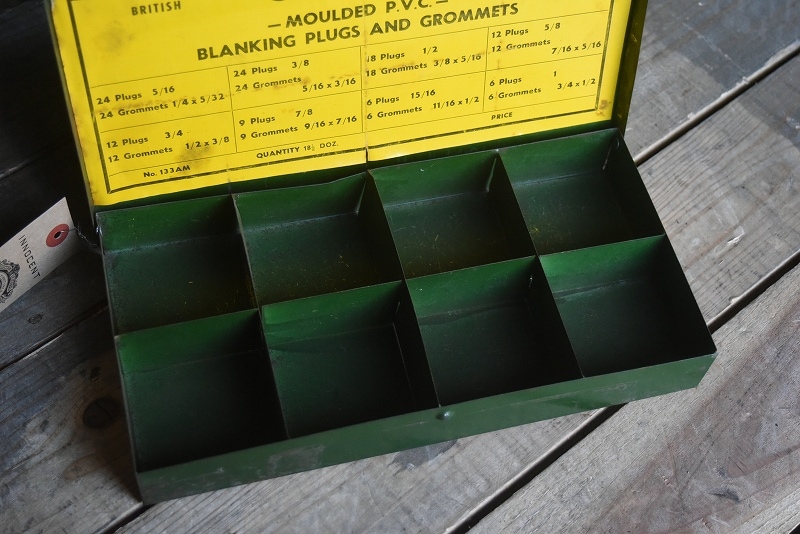 BRITISH
— MOULDED P.V.C. —
BLANKING PLUGS AND GROMMETS
24 Plugs 5/16
24 Grommets 1/4 x 5/32
24 Plugs 3/8
24 Grommets 5/16 x 3/16
18 Plugs 1/2
18 Grommets 3/8 x 5/16
12 Plugs 5/8
12 Grommets 7/16 x 5/16
12 Plugs 3/4
12 Grommets 1/2 x 3/8
9 Plugs 7/8
9 Grommets 9/16 x 7/16
6 Plugs 15/16
6 Grommets 11/16 x 1/2
6 Plugs 1
6 Grommets 3/4 x 1/2
No. 133AM
QUANTITY 18½ DOZ.
PRICE
INNOCENT